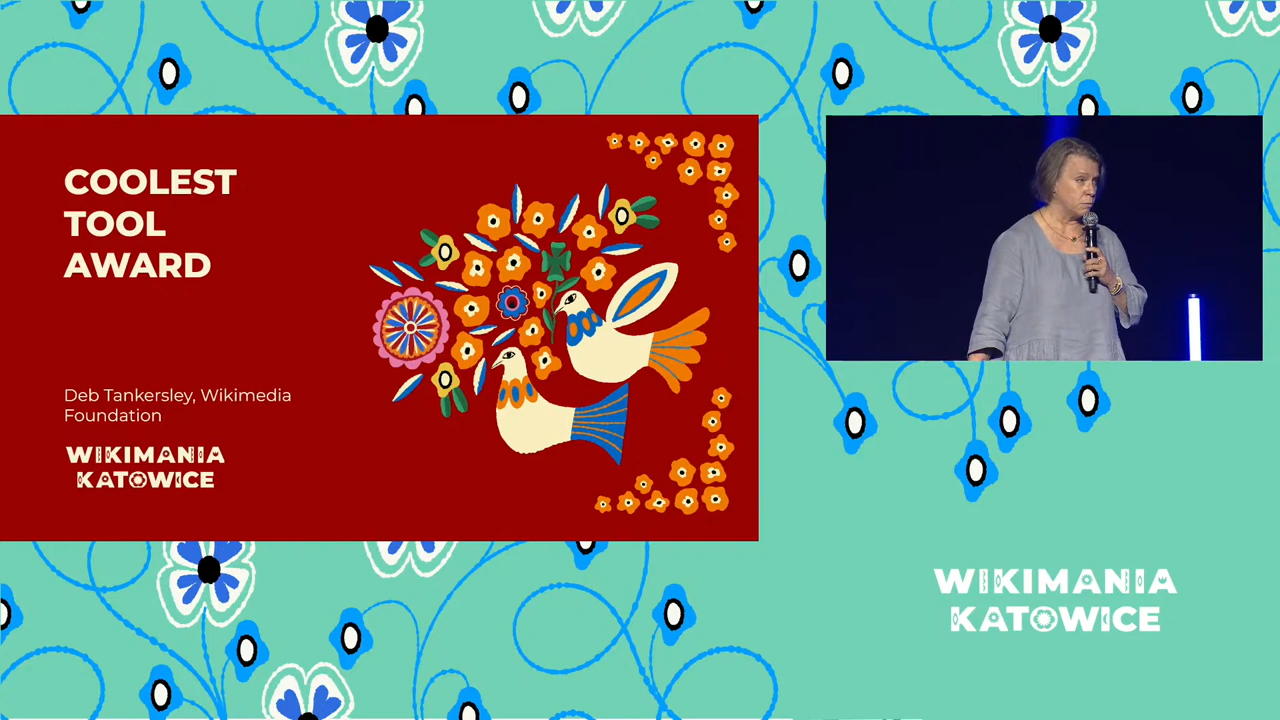 COOLEST
TOOL
AWARD
Deb Tankersley, Wikimedia
Foundation
WIKIMANIA
KATOWICE
WIKIMANIA
KATOWICE